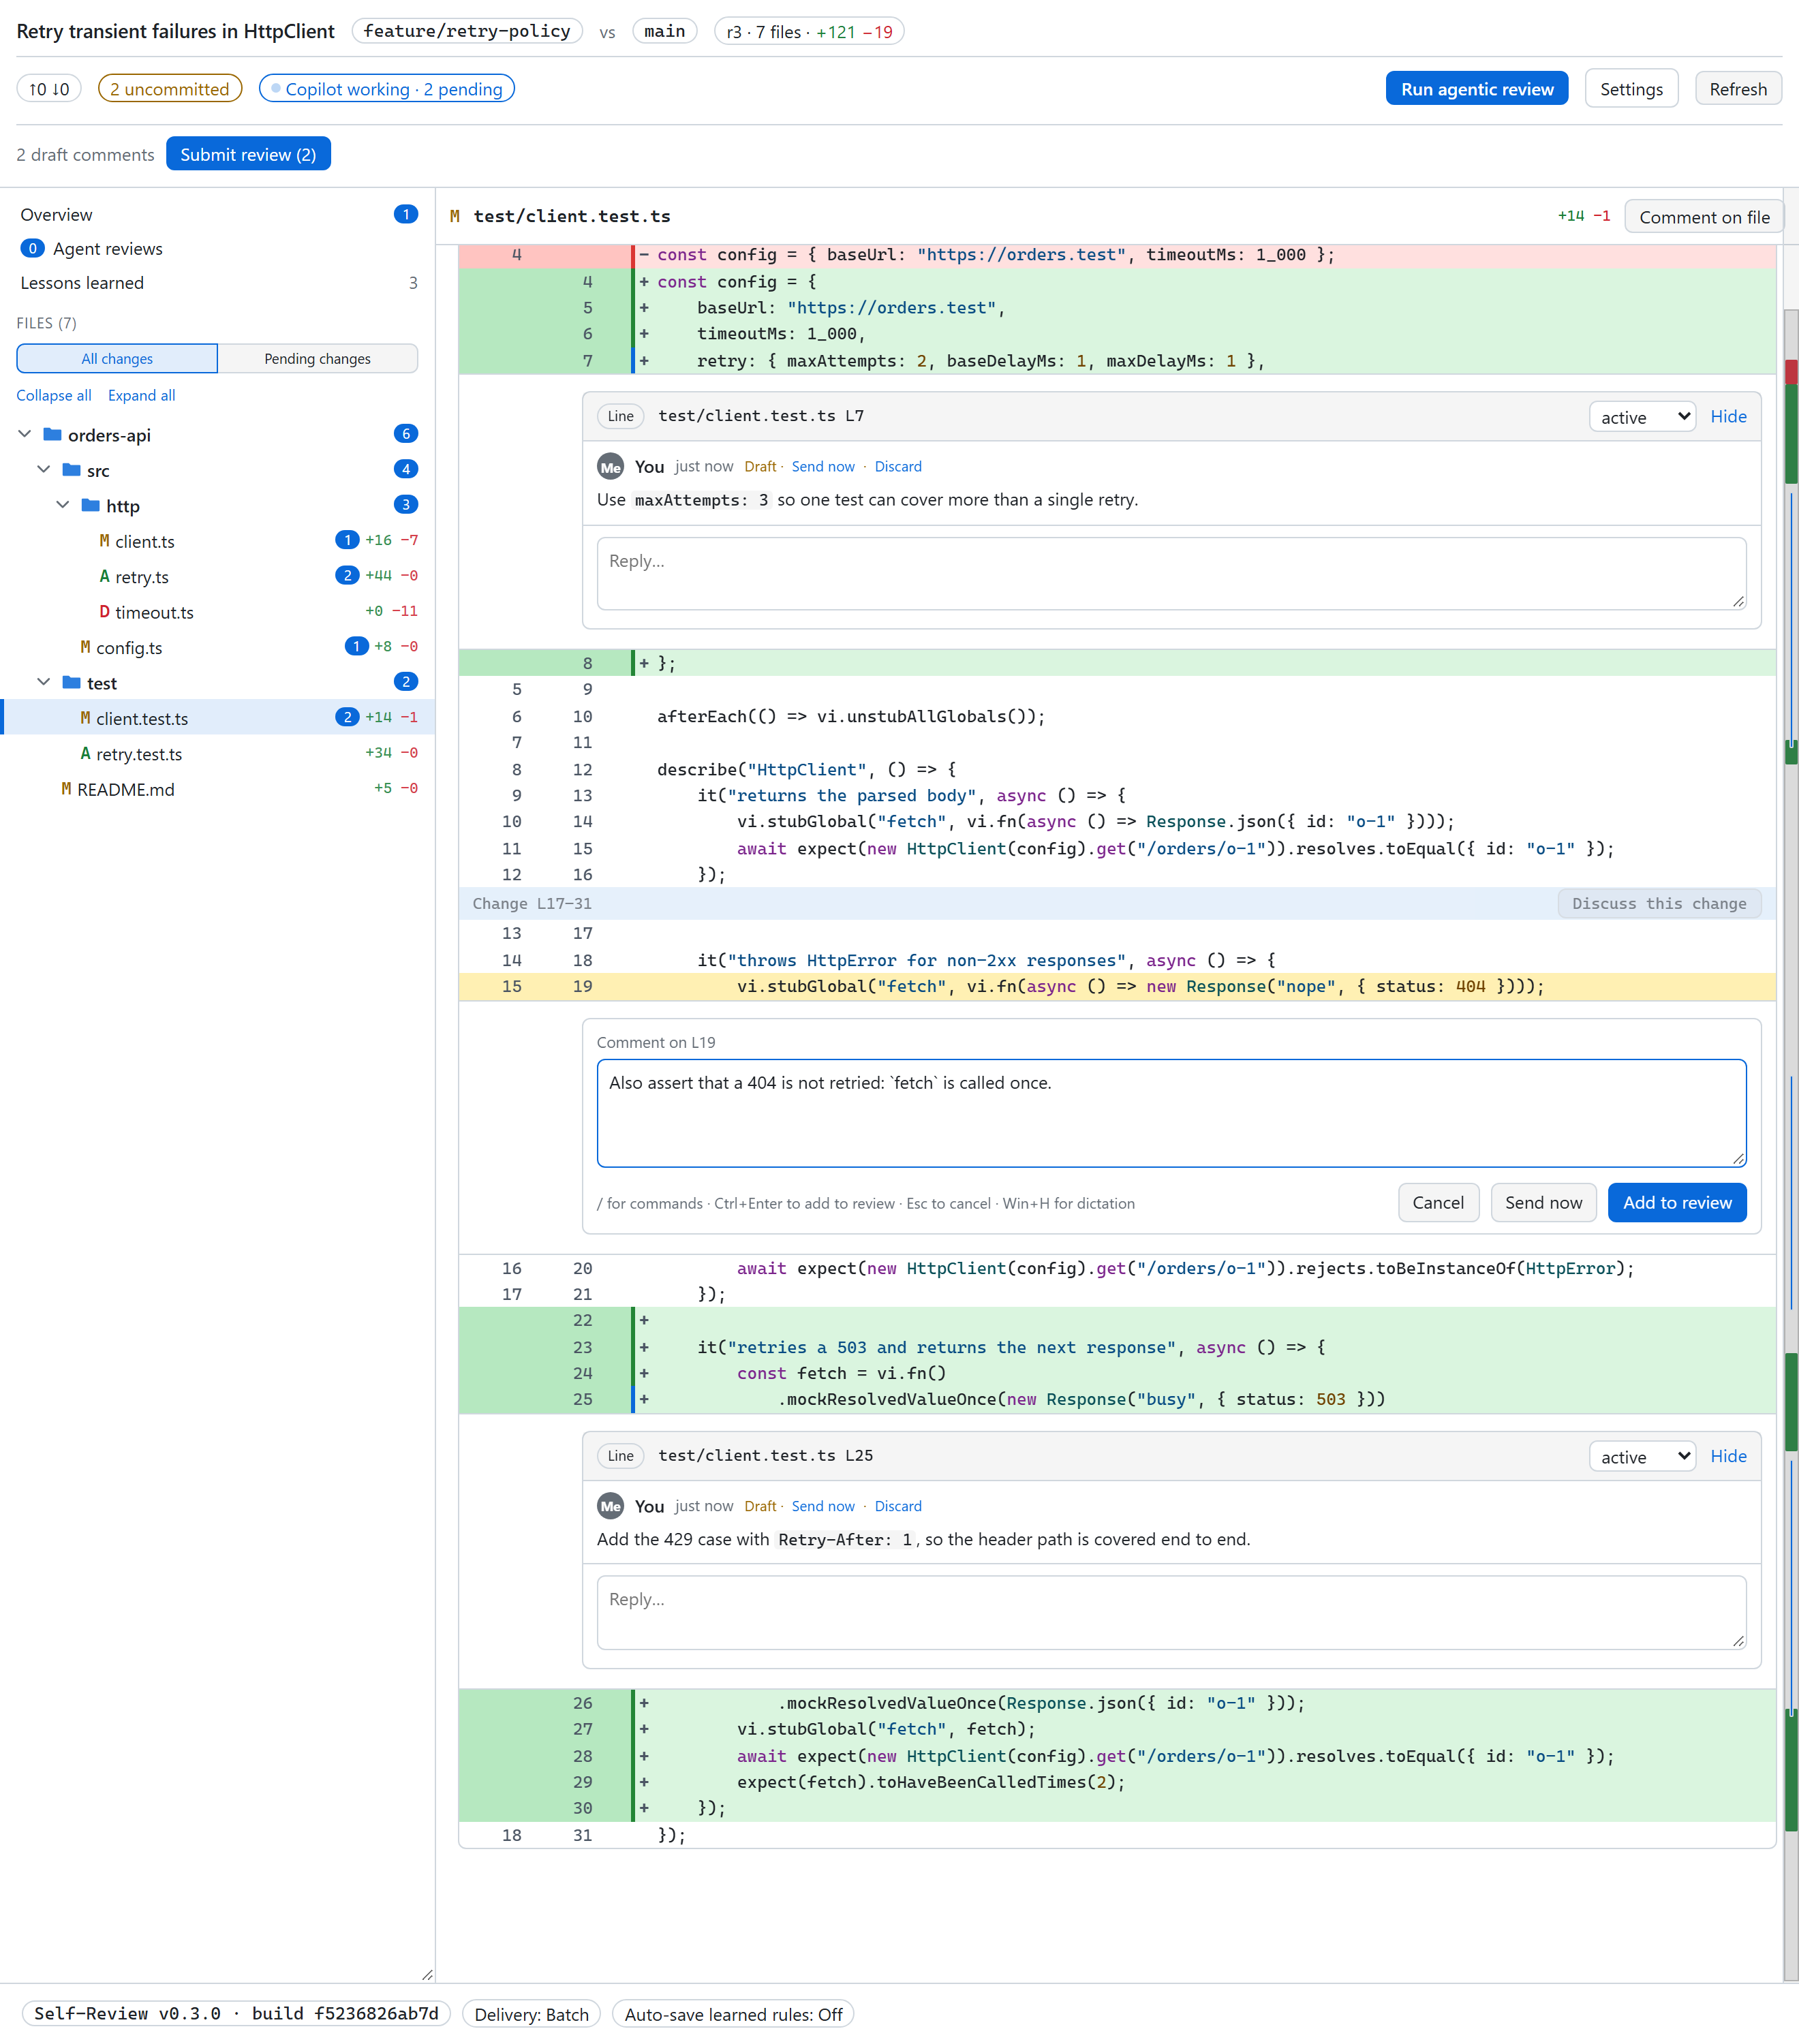 Retry transient failures in HttpClient feature/retry-policy vs main r3 · 7 files · +121 −19
↑0 ↓0 2 uncommitted Copilot working · 2 pending Run agentic review Settings Refresh
2 draft comments Submit review (2)
Overview 1
0 Agent reviews
Lessons learned 3
FILES (7)
All changes Pending changes
Collapse all Expand all
orders-api 6
src 4
http 3
M client.ts 1 +16 −7
A retry.ts 2 +44 −0
D timeout.ts +0 −11
M config.ts 1 +8 −0
test 2
M client.test.ts 2 +14 −1
A retry.test.ts +34 −0
M README.md +5 −0
M test/client.test.ts +14 −1 Comment on file
4 − const config = { baseUrl: "https://orders.test", timeoutMs: 1_000 };
4 + const config = {
5 + baseUrl: "https://orders.test",
6 + timeoutMs: 1_000,
7 + retry: { maxAttempts: 2, baseDelayMs: 1, maxDelayMs: 1 },
Line test/client.test.ts L7 active Hide
Me You just now Draft · Send now · Discard
Use maxAttempts: 3 so one test can cover more than a single retry.
Reply...
8 + };
5 9
6 10 afterEach(() => vi.unstubAllGlobals());
7 11
8 12 describe("HttpClient", () => {
9 13 it("returns the parsed body", async () => {
10 14 vi.stubGlobal("fetch", vi.fn(async () => Response.json({ id: "o-1" })));
11 15 await expect(new HttpClient(config).get("/orders/o-1")).resolves.toEqual({ id: "o-1" });
12 16 });
Change L17–31 Discuss this change
13 17
14 18 it("throws HttpError for non-2xx responses", async () => {
15 19 vi.stubGlobal("fetch", vi.fn(async () => new Response("nope", { status: 404 })));
Comment on L19
Also assert that a 404 is not retried: `fetch` is called once.
/ for commands · Ctrl+Enter to add to review · Esc to cancel · Win+H for dictation Cancel Send now Add to review
16 20 await expect(new HttpClient(config).get("/orders/o-1")).rejects.toBeInstanceOf(HttpError);
17 21 });
22 +
23 + it("retries a 503 and returns the next response", async () => {
24 + const fetch = vi.fn()
25 + .mockResolvedValueOnce(new Response("busy", { status: 503 }))
Line test/client.test.ts L25 active Hide
Me You just now Draft · Send now · Discard
Add the 429 case with Retry-After: 1, so the header path is covered end to end.
Reply...
26 + .mockResolvedValueOnce(Response.json({ id: "o-1" }));
27 + vi.stubGlobal("fetch", fetch);
28 + await expect(new HttpClient(config).get("/orders/o-1")).resolves.toEqual({ id: "o-1" });
29 + expect(fetch).toHaveBeenCalledTimes(2);
30 + });
18 31 });
Self-Review v0.3.0 · build f5236826ab7d Delivery: Batch Auto-save learned rules: Off